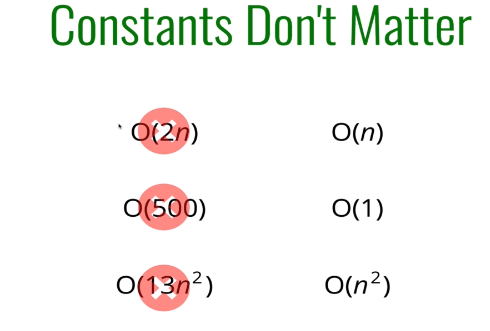 Constants Don't Matter
O(2n) O(n)
O(500) O(1)
O(13n²) O(n²)